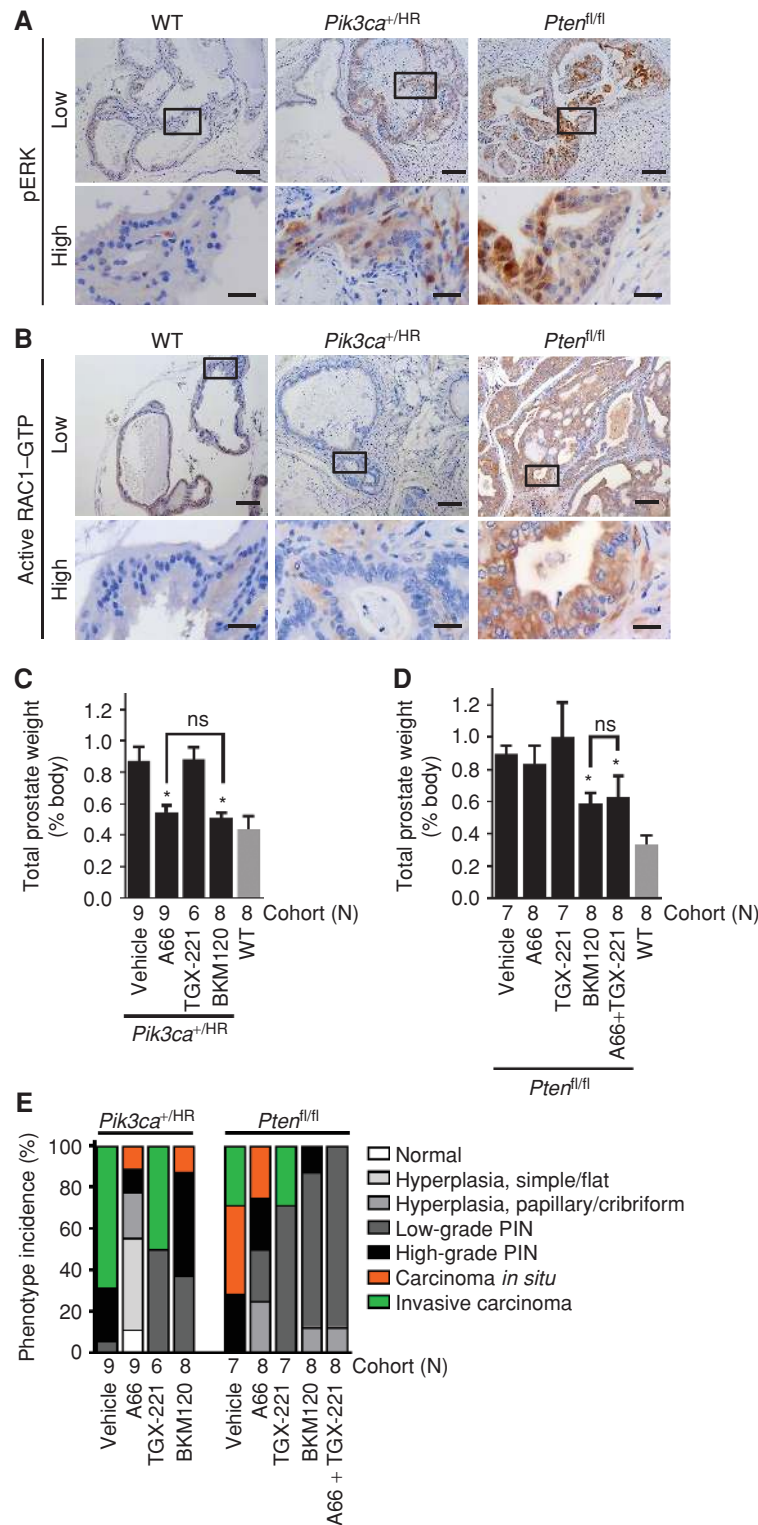 A
WT
Pik3ca+/HR
Ptenfl/fl
pERK
Low
High
B
WT
Pik3ca+/HR
Ptenfl/fl
Active RAC1–GTP
Low
High
C
Total prostate weight
(% body)
1.2
1.0
0.8
0.6
0.4
0.2
0.0
ns
*
*
9 9 6 8 8 Cohort (N)
Vehicle
A66
TGX-221
BKM120
WT
Pik3ca+/HR
D
Total prostate weight
(% body)
1.2
1.0
0.8
0.6
0.4
0.2
0.0
ns
*
*
7 8 7 8 8 8 Cohort (N)
Vehicle
A66
TGX-221
BKM120
A66+TGX-221
WT
Ptenfl/fl
E
Pik3ca+/HR
Ptenfl/fl
Phenotype incidence (%)
100
80
60
40
20
0
Normal
Hyperplasia, simple/flat
Hyperplasia, papillary/cribriform
Low-grade PIN
High-grade PIN
Carcinoma in situ
Invasive carcinoma
9 9 6 8 7 8 7 8 8 Cohort (N)
Vehicle
A66
TGX-221
BKM120
Vehicle
A66
TGX-221
BKM120
A66 + TGX-221